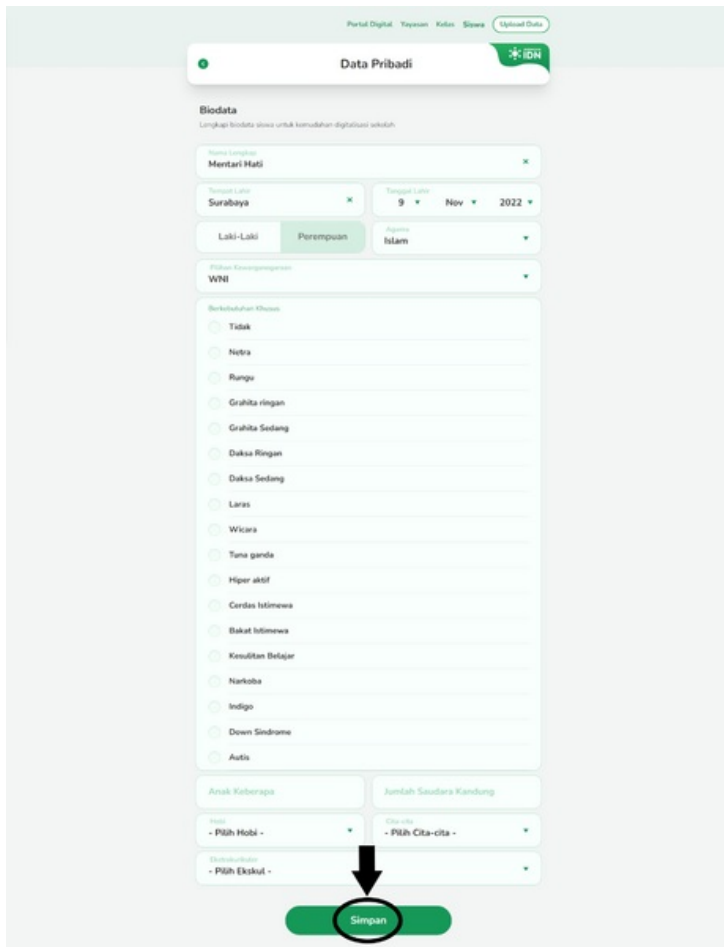 Portal Digital Yayasan Kelas Siswa Upload Data
Data Pribadi
IDN
Biodata
Lengkapi biodata siswa untuk kemudahan digitalisasi sekolah
Nama Lengkap
Mentari Hati
Tempat Lahir
Surabaya
Tanggal Lahir
9 Nov 2022
Laki-Laki Perempuan
Agama
Islam
Pilihan Kewarganegaraan
WNI
Berkebutuhan Khusus
Tidak
Netra
Rungu
Grahita ringan
Grahita Sedang
Daksa Ringan
Daksa Sedang
Laras
Wicara
Tuna ganda
Hiper aktif
Cerdas Istimewa
Bakat Istimewa
Kesulitan Belajar
Narkoba
Indigo
Down Sindrome
Autis
Anak Keberapa Jumlah Saudara Kandung
Hobi
- Pilih Hobi -
Cita-cita
- Pilih Cita-cita -
Ekstrakurikuler
- Pilih Ekskul -
Simpan